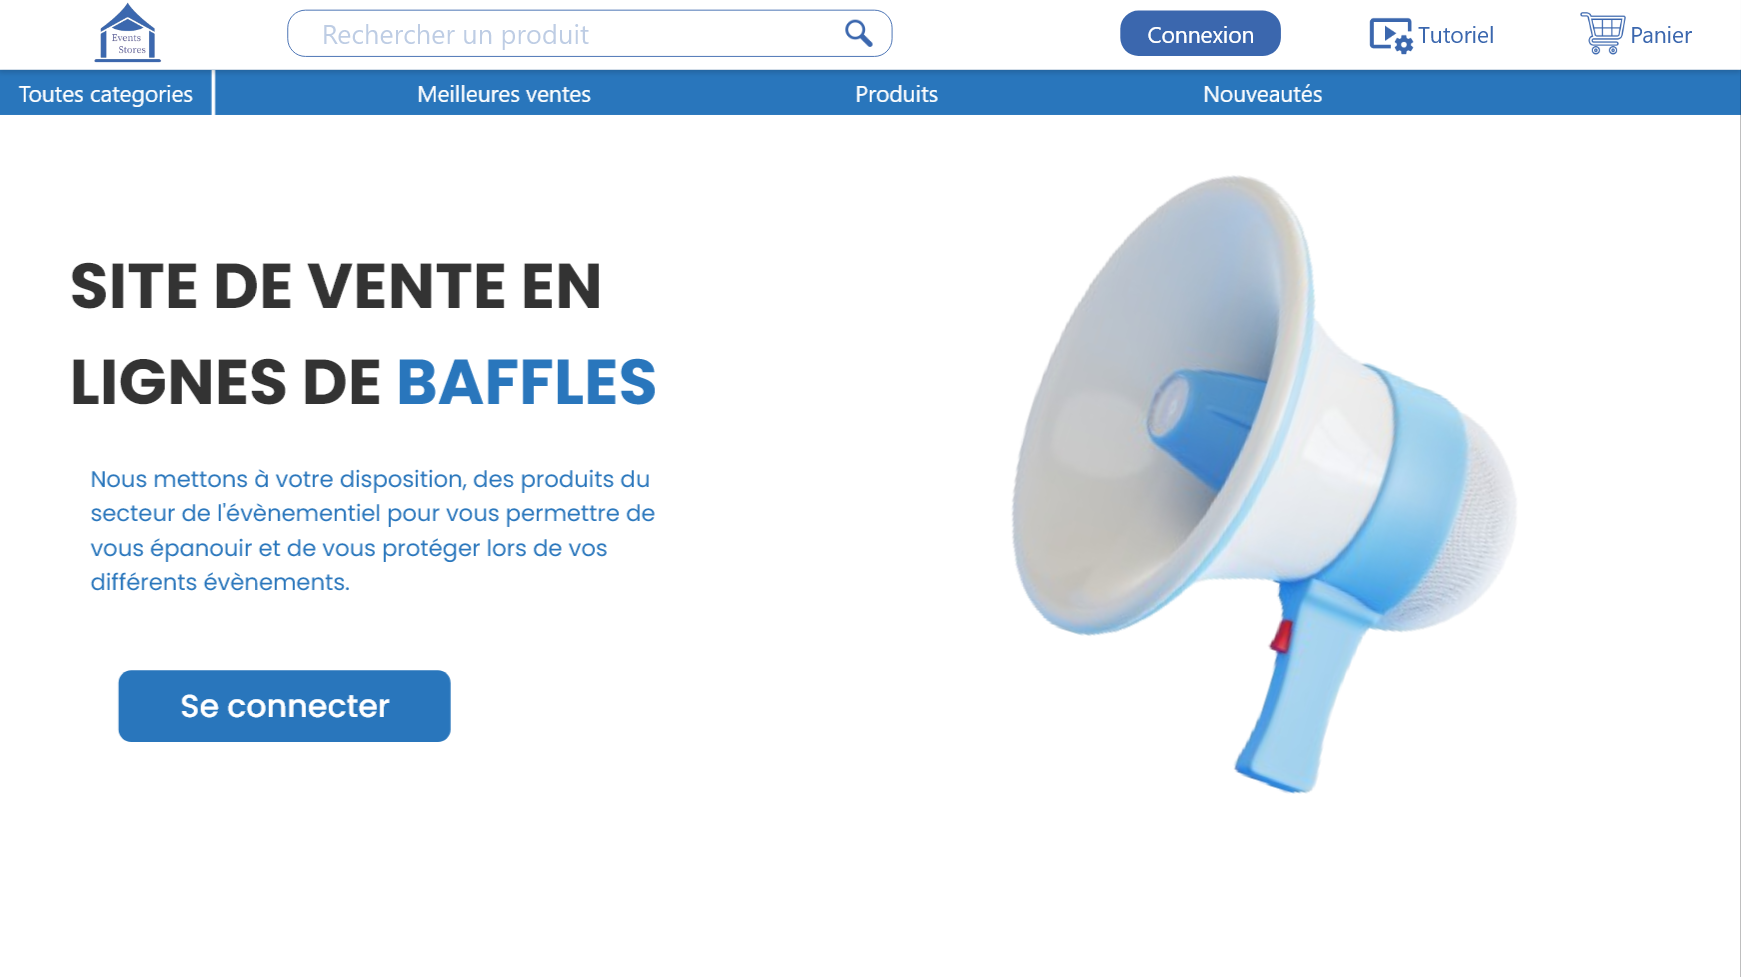 Events
Stores
Rechercher un produit
Connexion
Tutoriel
Panier
Toutes categories
Meilleures ventes
Produits
Nouveautés
SITE DE VENTE EN
LIGNES DE BAFFLES
Nous mettons à votre disposition, des produits du
secteur de l'évènementiel pour vous permettre de
vous épanouir et de vous protéger lors de vos
différents évènements.
Se connecter